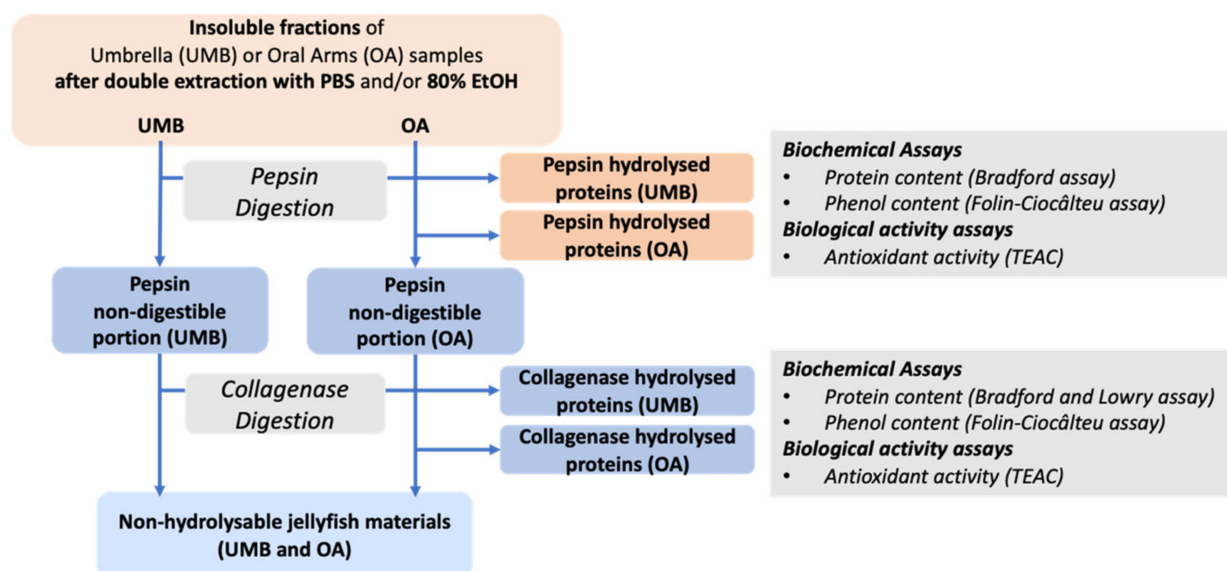 Insoluble fractions of
Umbrella (UMB) or Oral Arms (OA) samples
after double extraction with PBS and/or 80% EtOH
UMB
OA
Pepsin
Digestion
Pepsin hydrolysed
proteins (UMB)
Pepsin hydrolysed
proteins (OA)
Biochemical Assays
• Protein content (Bradford assay)
• Phenol content (Folin-Ciocâlteu assay)
Biological activity assays
• Antioxidant activity (TEAC)
Pepsin
non-digestible
portion (UMB)
Pepsin
non-digestible
portion (OA)
Collagenase
Digestion
Collagenase hydrolysed
proteins (UMB)
Collagenase hydrolysed
proteins (OA)
Biochemical Assays
• Protein content (Bradford and Lowry assay)
• Phenol content (Folin-Ciocâlteu assay)
Biological activity assays
• Antioxidant activity (TEAC)
Non-hydrolysable jellyfish materials
(UMB and OA)